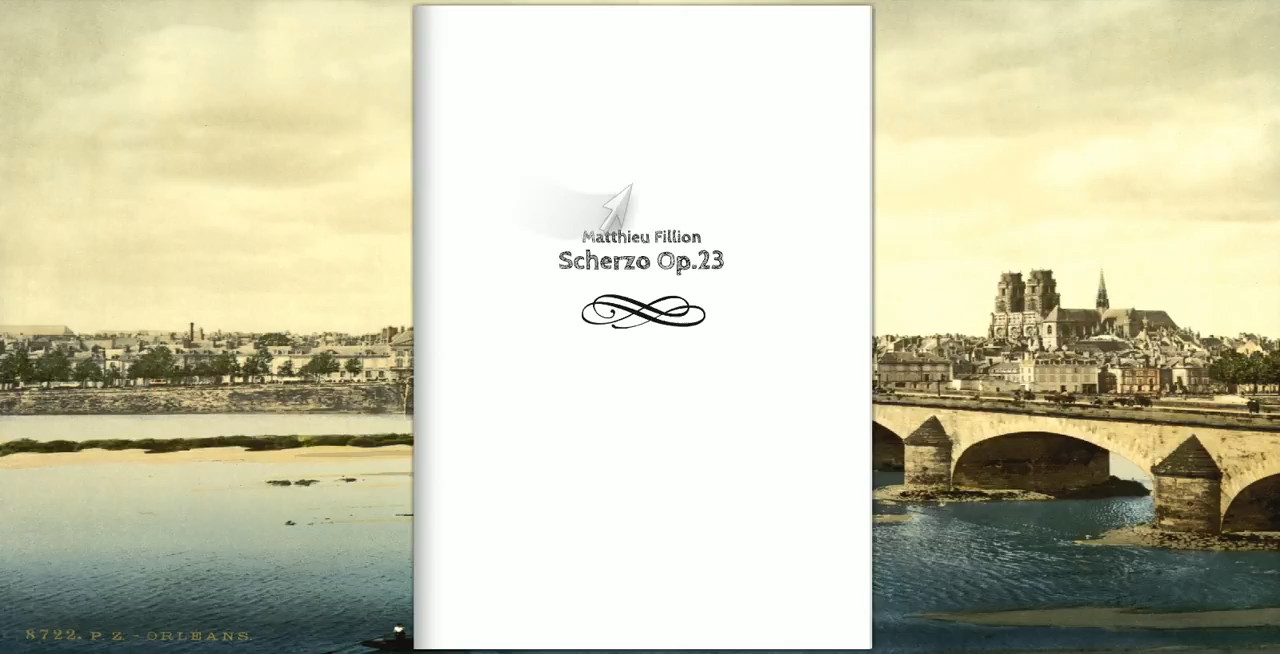 Matthieu Fillion
Scherzo Op.23
8722. P. Z - ORLEANS.